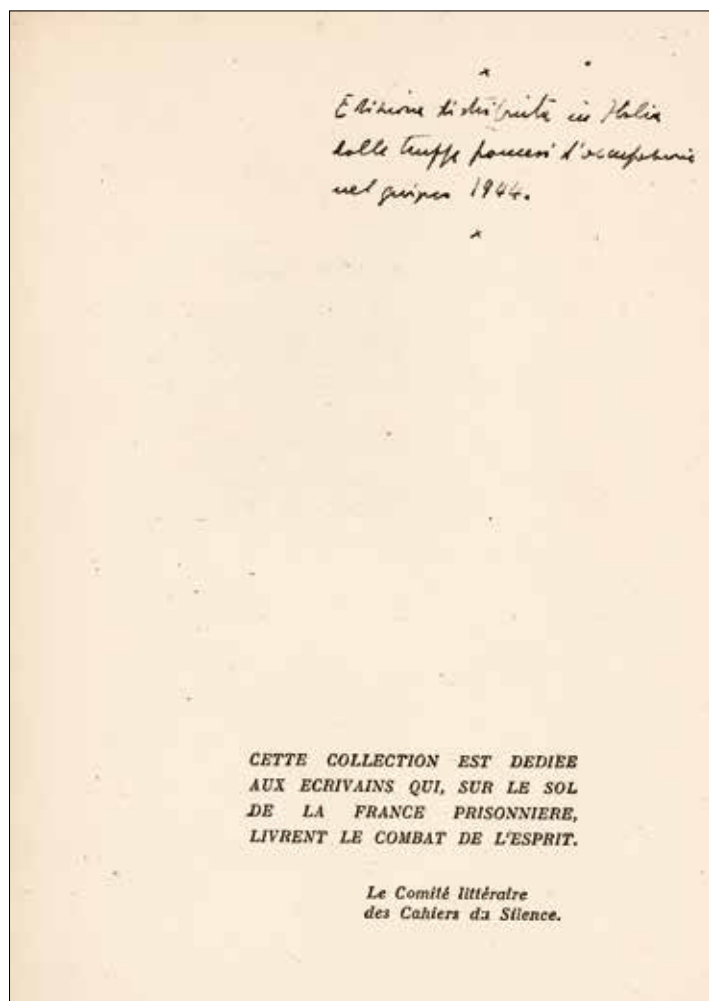 ×
Edizione distribuita in Italia
dalle truppe francesi d'occupazione
nel giugno 1944.
×
CETTE COLLECTION EST DEDIEE
AUX ECRIVAINS QUI, SUR LE SOL
DE LA FRANCE PRISONNIERE,
LIVRENT LE COMBAT DE L'ESPRIT.
Le Comité littéraire
des Cahiers du Silence.